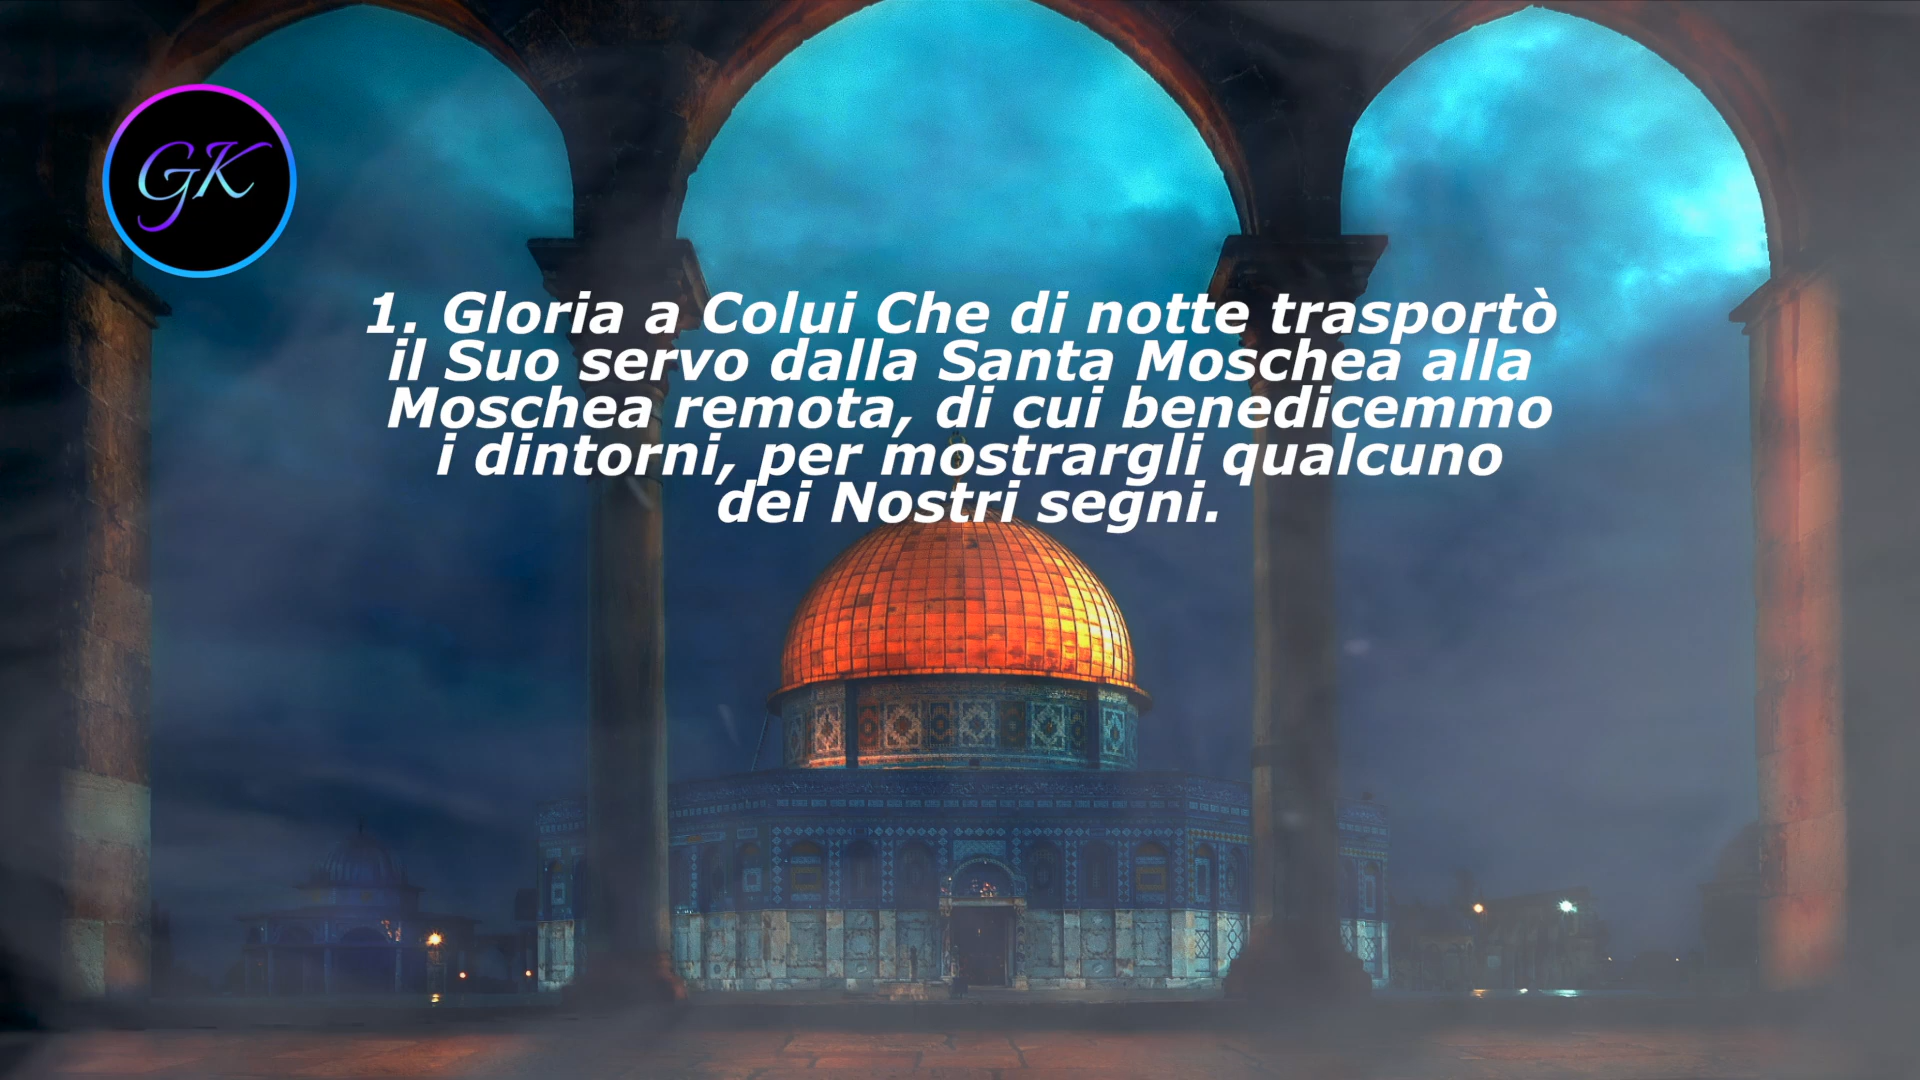 GK
1. Gloria a Colui Che di notte trasportò
il Suo servo dalla Santa Moschea alla
Moschea remota, di cui benedicemmo
i dintorni, per mostrargli qualcuno
dei Nostri segni.